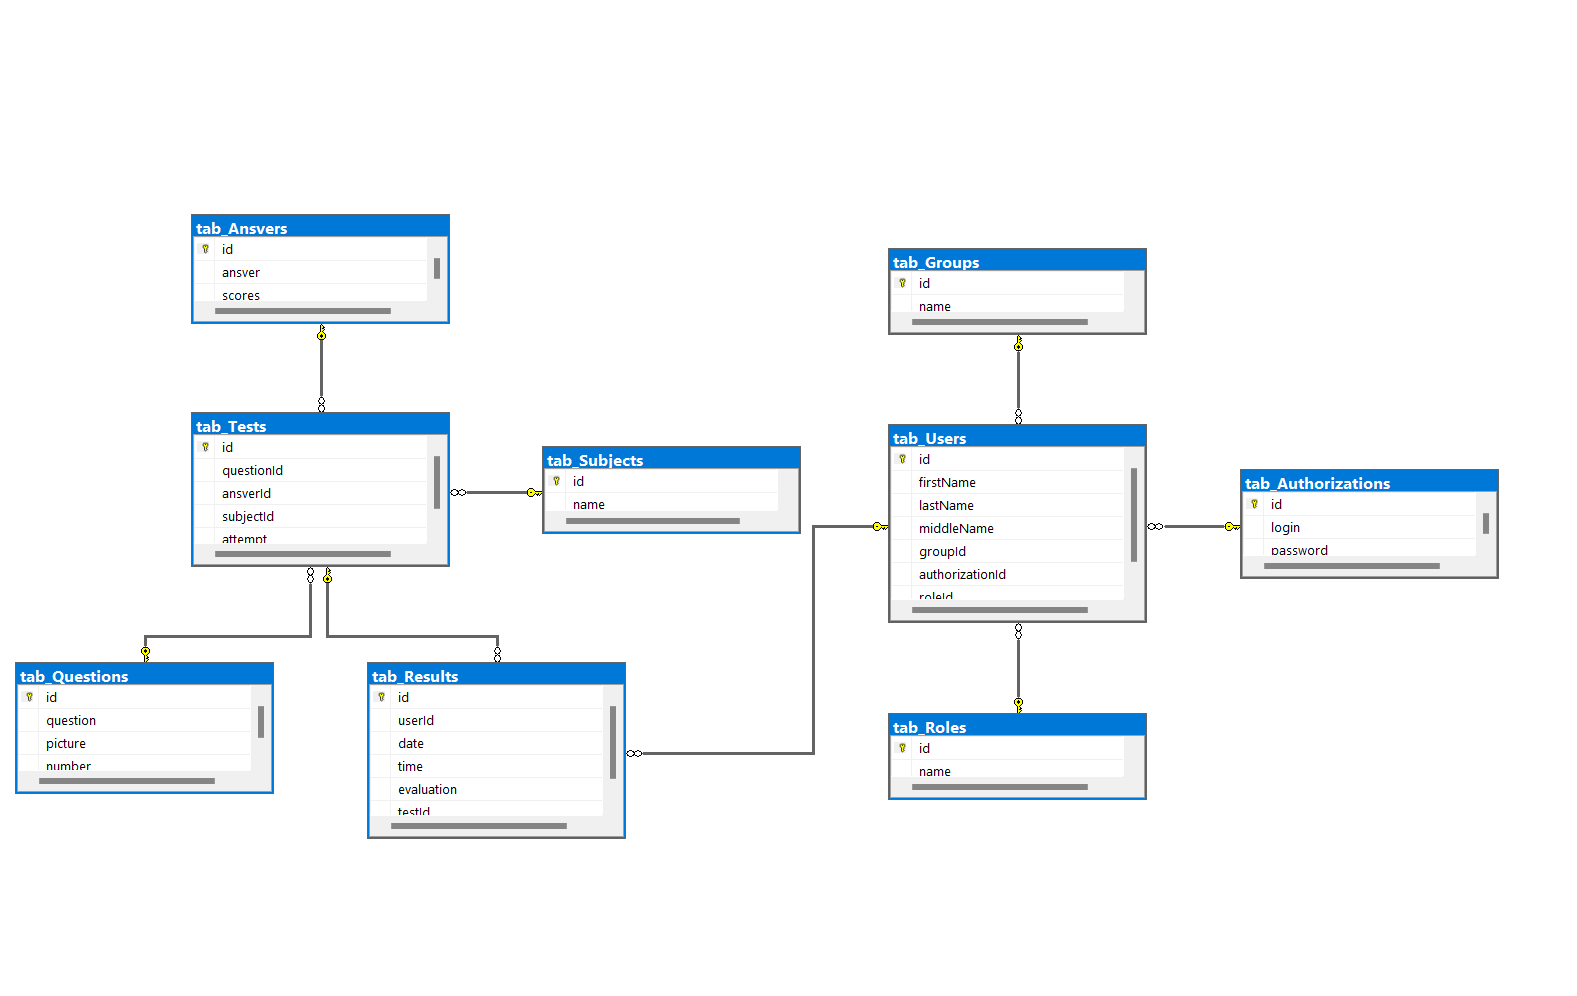 tab_Ansvers
id
ansver
scores
tab_Groups
id
name
tab_Tests
id
questionId
ansverId
subjectId
attempt
tab_Subjects
id
name
tab_Users
id
firstName
lastName
middleName
groupId
authorizationId
roleId
tab_Authorizations
id
login
password
tab_Questions
id
question
picture
number
tab_Results
id
userId
date
time
evaluation
testId
tab_Roles
id
name